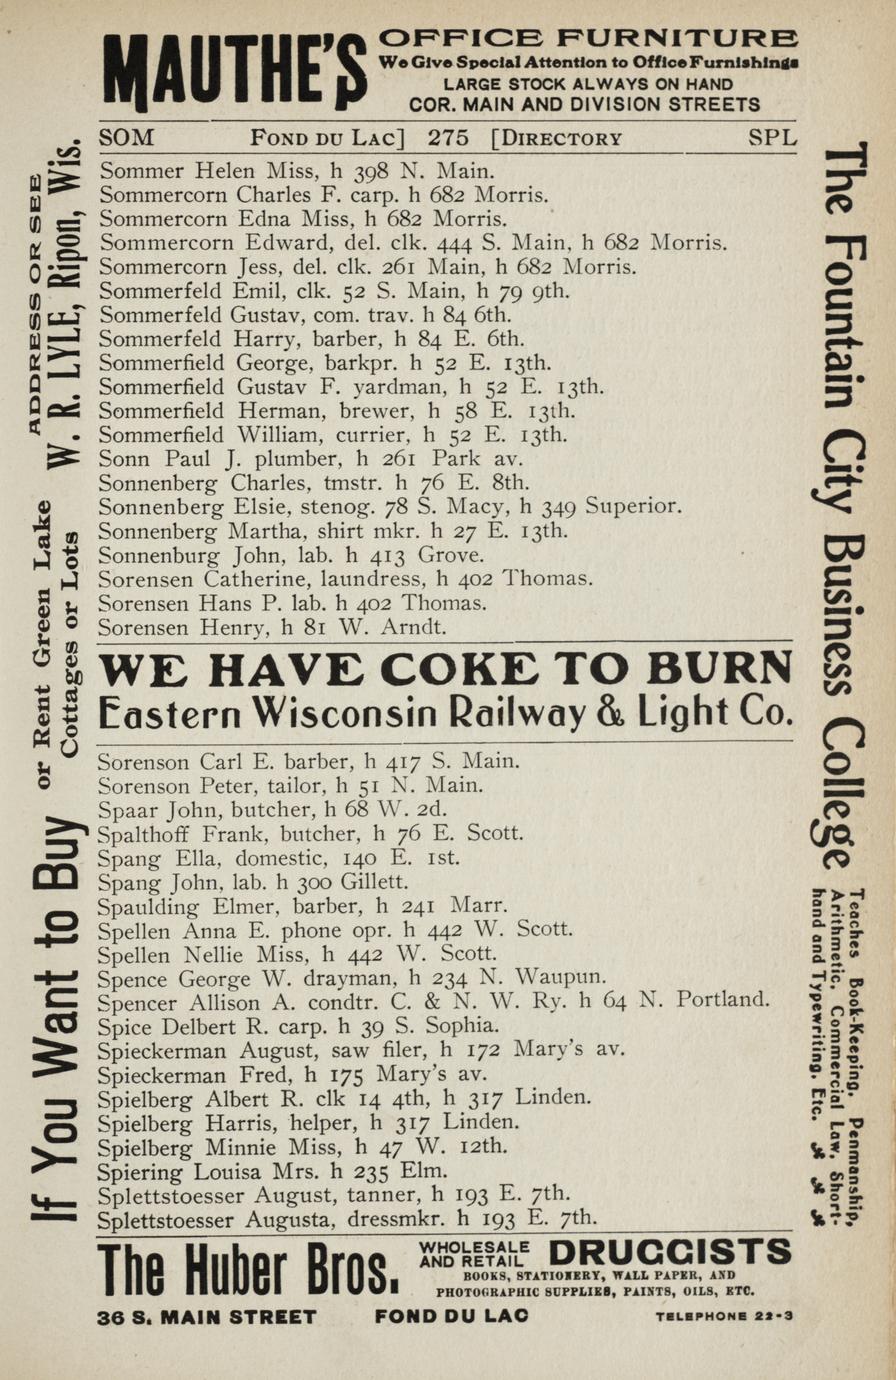 MAUTHE'S
OFFICE FURNITURE
We Give Special Attention to Office Furnishings
LARGE STOCK ALWAYS ON HAND
COR. MAIN AND DIVISION STREETS
SOM FOND DU LAC] 275 [DIRECTORY SPL
Sommer Helen Miss, h 398 N. Main.
Sommercorn Charles F. carp. h 682 Morris.
Sommercorn Edna Miss, h 682 Morris.
Sommercorn Edward, del. clk. 444 S. Main, h 682 Morris.
Sommercorn Jess, del. clk. 261 Main, h 682 Morris.
Sommerfeld Emil, clk. 52 S. Main, h 79 9th.
Sommerfeld Gustav, com. trav. h 84 6th.
Sommerfeld Harry, barber, h 84 E. 6th.
Sommerfield George, barkpr. h 52 E. 13th.
Sommerfield Gustav F. yardman, h 52 E. 13th.
Sommerfield Herman, brewer, h 58 E. 13th.
Sommerfield William, currier, h 52 E. 13th.
Sonn Paul J. plumber, h 261 Park av.
Sonnenberg Charles, tmstr. h 76 E. 8th.
Sonnenberg Elsie, stenog. 78 S. Macy, h 349 Superior.
Sonnenberg Martha, shirt mkr. h 27 E. 13th.
Sonnenburg John, lab. h 413 Grove.
Sorensen Catherine, laundress, h 402 Thomas.
Sorensen Hans P. lab. h 402 Thomas.
Sorensen Henry, h 81 W. Arndt.
WE HAVE COKE TO BURN
Eastern Wisconsin Railway & Light Co.
Sorenson Carl E. barber, h 417 S. Main.
Sorenson Peter, tailor, h 51 N. Main.
Spaar John, butcher, h 68 W. 2d.
Spalthoff Frank, butcher, h 76 E. Scott.
Spang Ella, domestic, 140 E. 1st.
Spang John, lab. h 300 Gillett.
Spaulding Elmer, barber, h 241 Marr.
Spellen Anna E. phone opr. h 442 W. Scott.
Spellen Nellie Miss, h 442 W. Scott.
Spence George W. drayman, h 234 N. Waupun.
Spencer Allison A. condtr. C. & N. W. Ry. h 64 N. Portland.
Spice Delbert R. carp. h 39 S. Sophia.
Spieckerman August, saw filer, h 172 Mary's av.
Spieckerman Fred, h 175 Mary's av.
Spielberg Albert R. clk 14 4th, h 317 Linden.
Spielberg Harris, helper, h 317 Linden.
Spielberg Minnie Miss, h 47 W. 12th.
Spiering Louisa Mrs. h 235 Elm.
Splettstoesser August, tanner, h 193 E. 7th.
Splettstoesser Augusta, dressmkr. h 193 E. 7th.
The Huber Bros.
WHOLESALE AND RETAIL DRUGGISTS
BOOKS, STATIONERY, WALL PAPER, AND
PHOTOGRAPHIC SUPPLIES, PAINTS, OILS, ETC.
36 S. MAIN STREET FOND DU LAC TELEPHONE 22-3
If You Want to Buy
or Rent Green Lake
Cottages or Lots
ADDRESS OR SEE
W. R. LYLE, Ripon, Wis.
The Fountain City Business College
Teaches Book-Keeping, Penmanship,
Arithmetic, Commercial Law, Short-
hand and Typewriting, Etc.